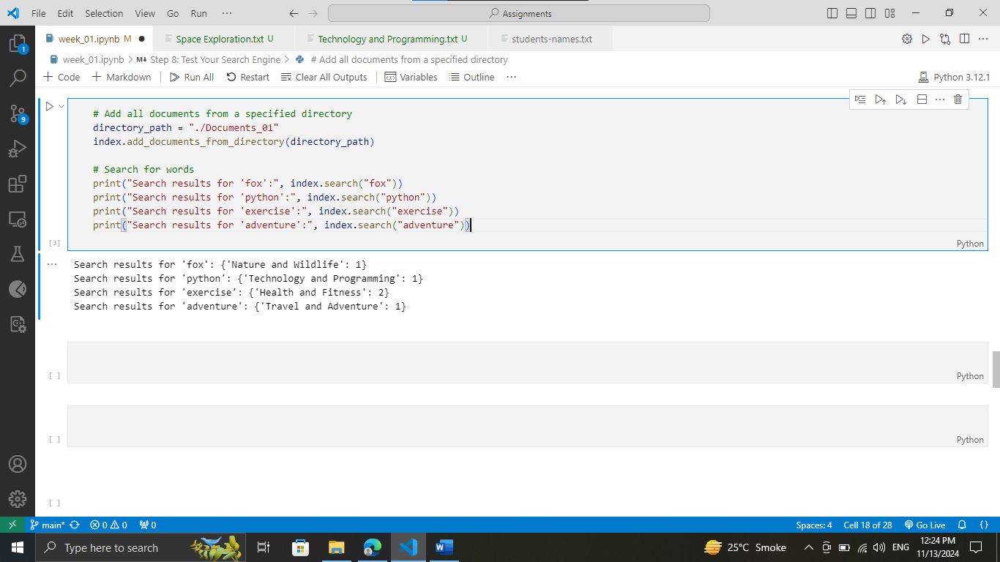 File Edit Selection View Go Run ··· Assignments
week_01.ipynb M Space Exploration.txt U Technology and Programming.txt U students-names.txt
week_01.ipynb > M↓ Step 8: Test Your Search Engine > # Add all documents from a specified directory
+ Code + Markdown Run All Restart Clear All Outputs Variables Outline ··· Python 3.12.1
# Add all documents from a specified directory
directory_path = "./Documents_01"
index.add_documents_from_directory(directory_path)
# Search for words
print("Search results for 'fox':", index.search("fox"))
print("Search results for 'python':", index.search("python"))
print("Search results for 'exercise':", index.search("exercise"))
print("Search results for 'adventure':", index.search("adventure"))
[3] Python
Search results for 'fox': {'Nature and Wildlife': 1}
Search results for 'python': {'Technology and Programming': 1}
Search results for 'exercise': {'Health and Fitness': 2}
Search results for 'adventure': {'Travel and Adventure': 1}
[ ] Python
[ ] Python
[ ]
1
9
main* 0 0 0 Spaces: 4 Cell 18 of 28 Go Live {}
Type here to search 25°C Smoke ENG 12:24 PM
11/13/2024